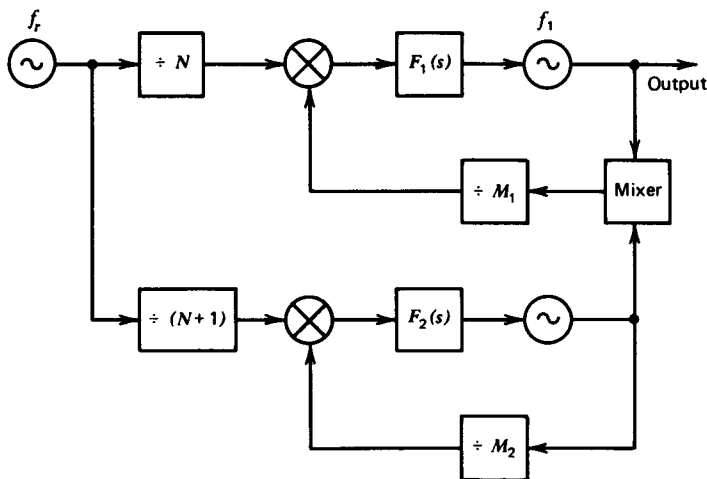 f_r
f_1
÷ N
F_1(s)
Output
÷ M_1
Mixer
÷ (N+1)
F_2(s)
÷ M_2